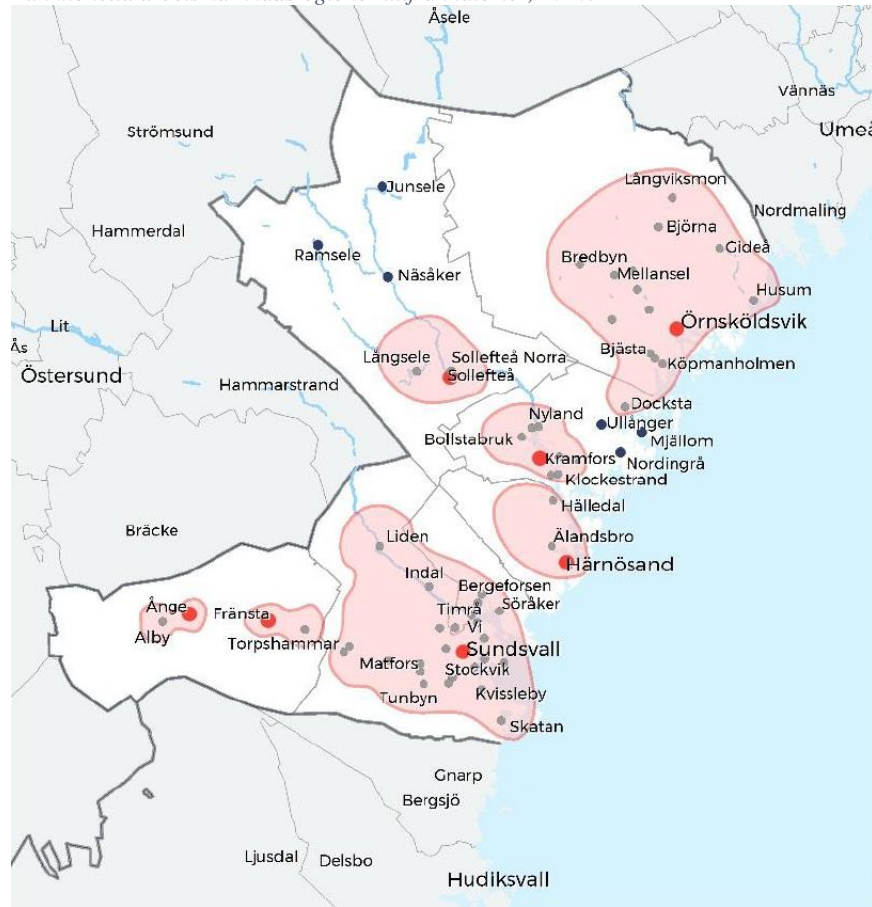 Åsele
Vännäs
Strömsund
Umeå
Långviksmon
Junsele
Nordmaling
Björna
Hammerdal
Gideå
Ramsele
Bredbyn
Mellansel
Näsåker
Husum
Örnsköldsvik
Lit
Ås
Bjästa
Långsele
Sollefteå Norra
Köpmanholmen
Östersund
Sollefteå
Hammarstrand
Docksta
Nyland
Ullånger
Bollstabruk
Mjällom
Kramfors
Nordingrå
Klockestrand
Hälledal
Bräcke
Liden
Älandsbro
Härnösand
Indal
Bergeforsen
Ånge
Fränsta
Timrå
Söråker
Alby
Torpshammar
Vi
Sundsvall
Matfors
Stockvik
Tunbyn
Kvissleby
Skatan
Gnarp
Bergsjö
Ljusdal
Delsbo
Hudiksvall